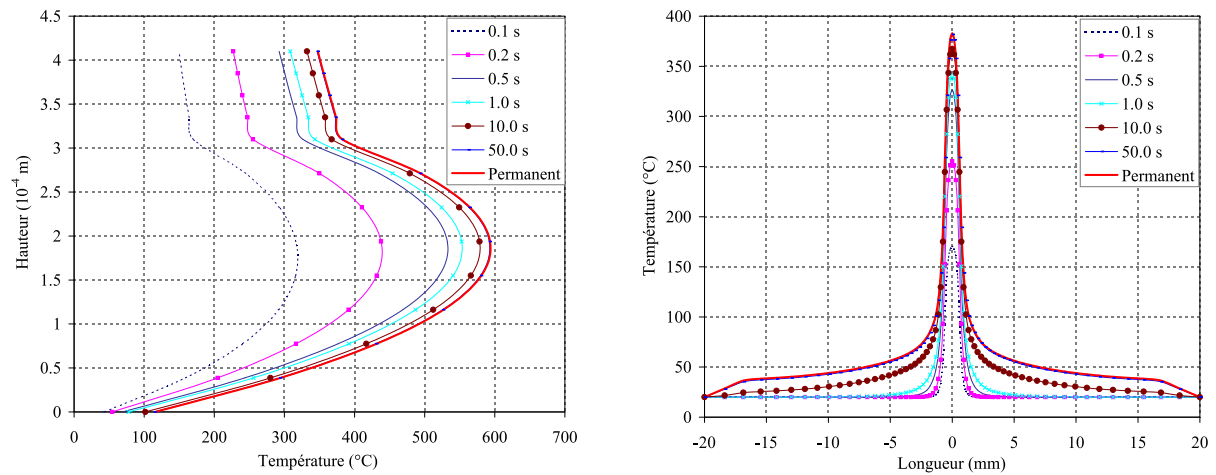 4.5
4
3.5
3
2.5
2
1.5
1
0.5
0
Hauteur (10⁻⁴ m)
0 100 200 300 400 500 600 700
Température (°C)
0.1 s
0.2 s
0.5 s
1.0 s
10.0 s
50.0 s
Permanent
400
350
300
250
200
150
100
50
0
Température (°C)
-20 -15 -10 -5 0 5 10 15 20
Longueur (mm)
0.1 s
0.2 s
0.5 s
1.0 s
10.0 s
50.0 s
Permanent